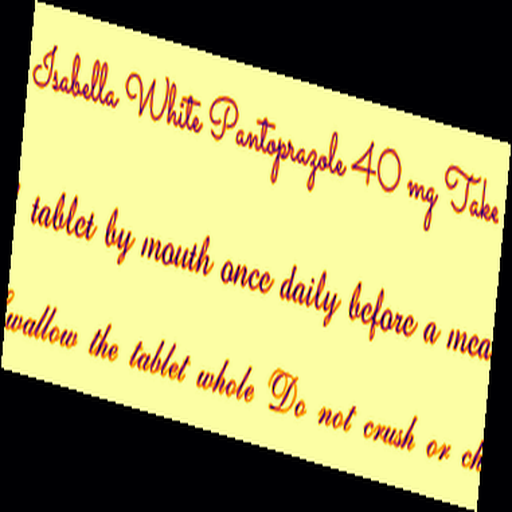 Isabella White Pantoprazole 40 mg Take
tablet by mouth once daily before a
the tablet whole Do not crush or